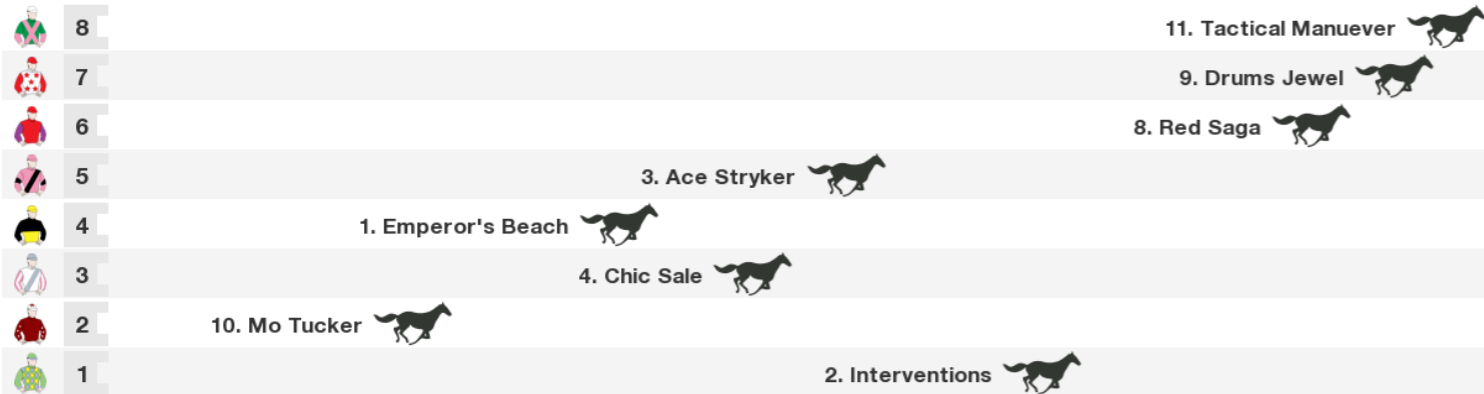 8 11. Tactical Manuever
7 9. Drums Jewel
6 8. Red Saga
5 3. Ace Stryker
4 1. Emperor's Beach
3 4. Chic Sale
2 10. Mo Tucker
1 2. Interventions